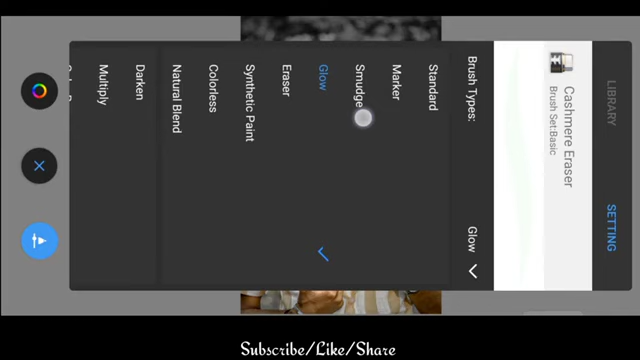 LIBRARY
SETTING
Cashmere Eraser
Brush Set:Basic
Brush Types:
Glow
Standard
Marker
Smudge
Glow
Eraser
Synthetic Paint
Colorless
Natural Blend
Darken
Multiply
Subscribe/Like/Share